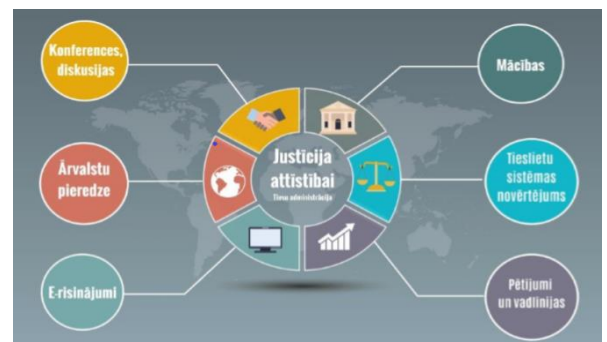 Konferences,
diskusijas
Mācības
Ārvalstu
pieredze
Justīcija
attīstībai
Tiesu administrācija
Tieslietu
sistēmas
novērtējums
E-risinājumi
Pētījumi
un vadlīnijas